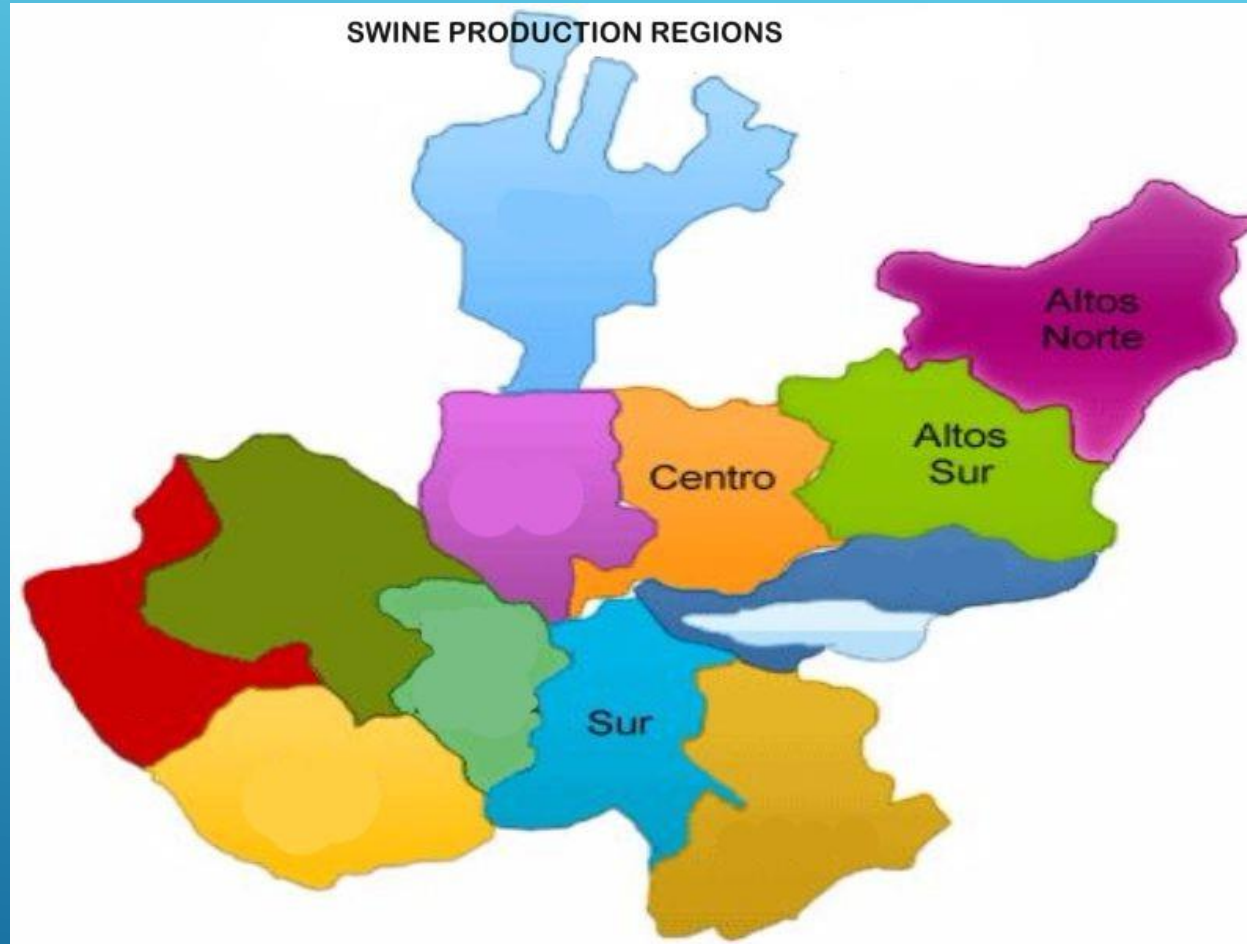 SWINE PRODUCTION REGIONS
Altos
Norte
Altos
Sur
Centro
Sur